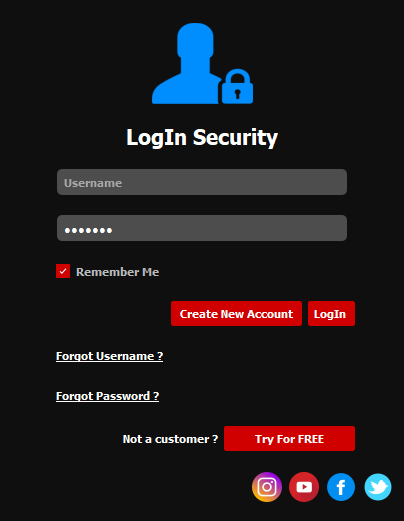 LogIn Security
Username
•••••••
Remember Me
Create New Account LogIn
Forgot Username ?
Forgot Password ?
Not a customer ? Try For FREE